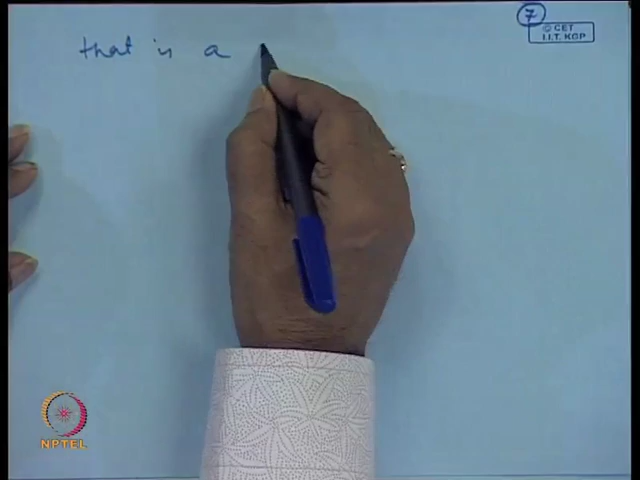 7
© CET
I.I.T. KGP
that is a
NPTEL